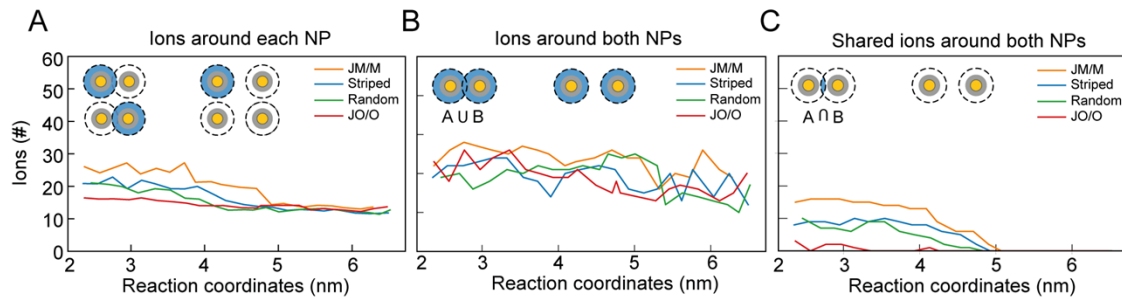 A
Ions around each NP
Ions (#)
60
50
40
30
20
10
0
JM/M
Striped
Random
JO/O
2 3 4 5 6
Reaction coordinates (nm)
B
Ions around both NPs
A ∪ B
JM/M
Striped
Random
JO/O
2 3 4 5 6
Reaction coordinates (nm)
C
Shared ions around both NPs
A ∩ B
JM/M
Striped
Random
JO/O
2 3 4 5 6
Reaction coordinates (nm)